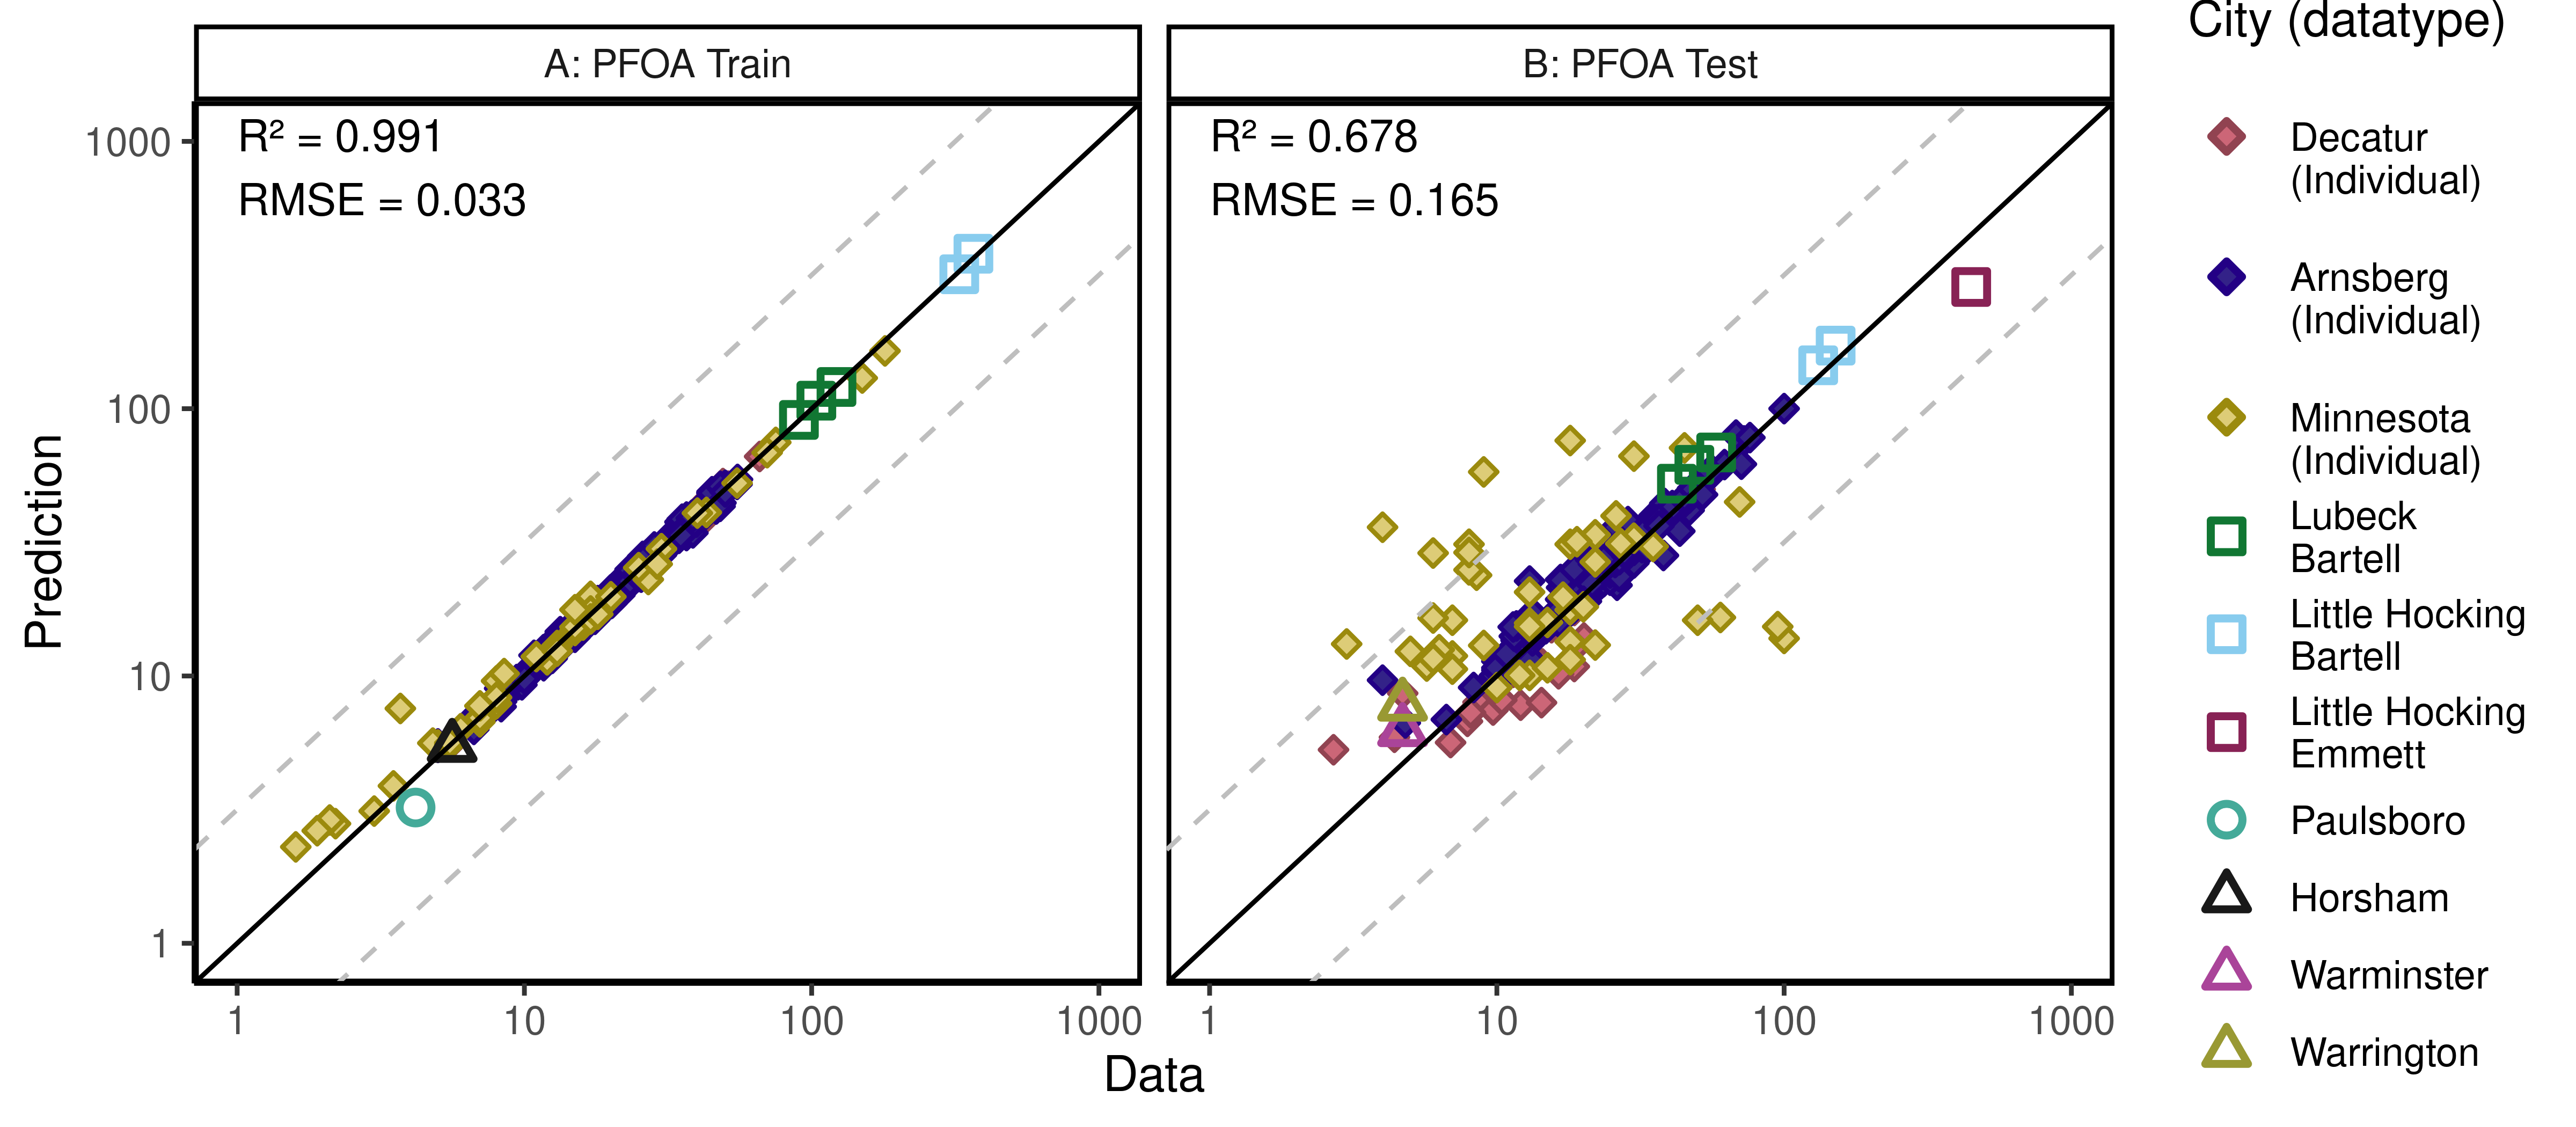 A: PFOA Train
B: PFOA Test
R² = 0.991
RMSE = 0.033
R² = 0.678
RMSE = 0.165
1000
100
10
1
Prediction
1
10
100
1000
1
10
100
1000
Data
City (datatype)
Decatur
(Individual)
Arnsberg
(Individual)
Minnesota
(Individual)
Lubeck
Bartell
Little Hocking
Bartell
Little Hocking
Emmett
Paulsboro
Horsham
Warminster
Warrington